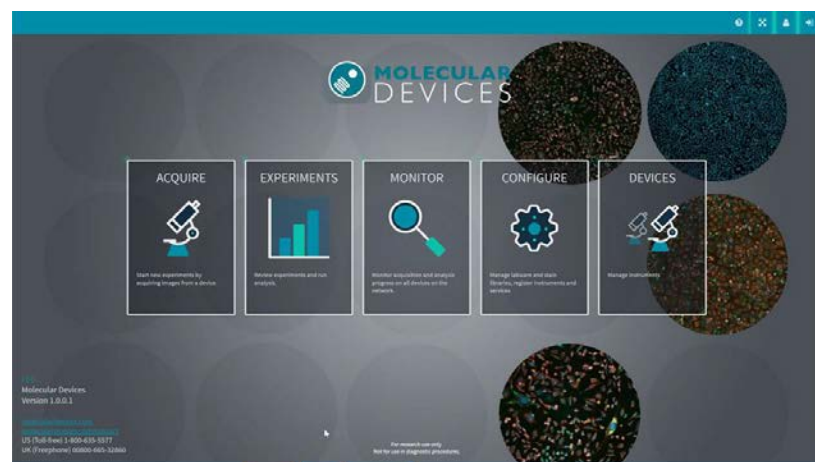 MOLECULAR
DEVICES
ACQUIRE
Start new experiments by
acquiring images from a device.
EXPERIMENTS
Review experiments and run
analysis.
MONITOR
Monitor acquisition and analysis
progress on all devices on the
network.
CONFIGURE
Manage labware and stain
libraries, register instruments and
services.
DEVICES
Manage instruments
Molecular Devices
Version 1.0.0.1
US (Toll-free) 1-800-635-5577
UK (Freephone) 00800-665-32860
For research use only.
Not for use in diagnostic procedures.